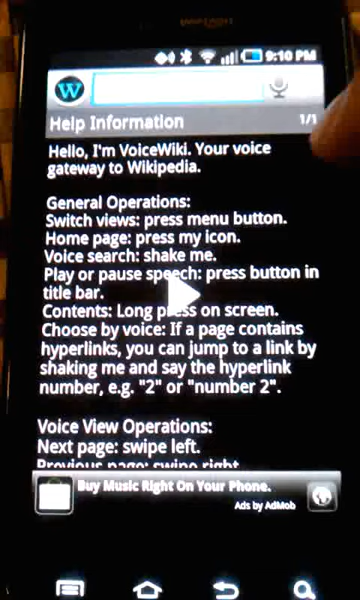 9:10 PM
W
Help Information
1/1
Hello, I'm VoiceWiki. Your voice
gateway to Wikipedia.
General Operations:
Switch views: press menu button.
Home page: press my icon.
Voice search: shake me.
Play or pause speech: press button in
title bar.
Contents: Long press on screen.
Choose by voice: If a page contains
hyperlinks, you can jump to a link by
shaking me and say the hyperlink
number, e.g. "2" or "number 2".
Voice View Operations:
Next page: swipe left.
Previous page: swipe right
Buy Music Right On Your Phone.
Ads by AdMob